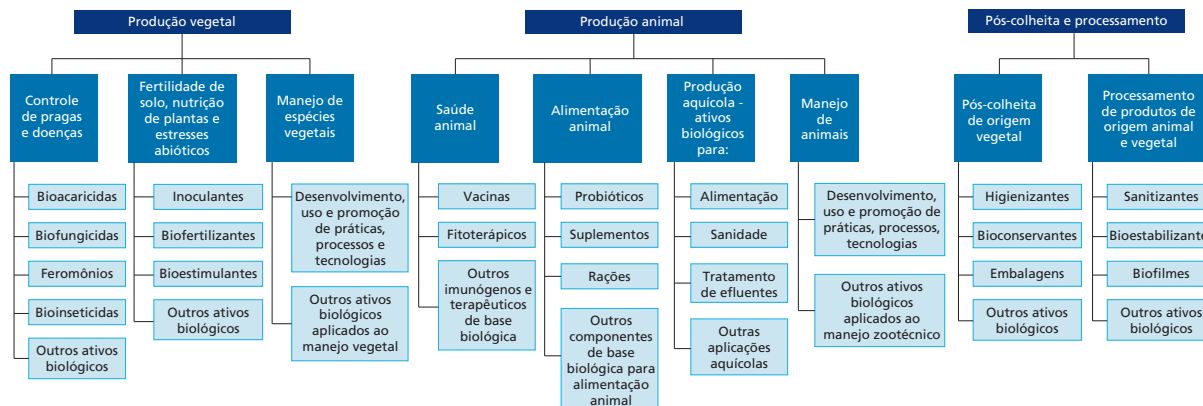 Produção vegetal
Controle
de pragas
e doenças
Bioacaricidas
Biofungicidas
Feromônios
Bioinseticidas
Outros ativos
biológicos
Fertilidade de
solo, nutrição
de plantas e
estresses
abióticos
Inoculantes
Biofertilizantes
Bioestimulantes
Outros ativos
biológicos
Manejo de
espécies
vegetais
Desenvolvimento,
uso e promoção
de práticas,
processos e
tecnologias
Outros ativos
biológicos
aplicados ao
manejo vegetal
Produção animal
Saúde
animal
Vacinas
Fitoterápicos
Outros
imunógenos e
terapêuticos
de base
biológica
Alimentação
animal
Probióticos
Suplementos
Rações
Outros
componentes
de base
biológica para
alimentação
animal
Produção
aquícola -
ativos
biológicos
para:
Alimentação
Sanidade
Tratamento
de efluentes
Outras
aplicações
aquícolas
Manejo
de
animais
Desenvolvimento,
uso e promoção de
práticas, processos,
tecnologias
Outros ativos
biológicos
aplicados ao
manejo zootécnico
Pós-colheita e processamento
Pós-colheita
de origem
vegetal
Higienizantes
Bioconservantes
Embalagens
Outros ativos
biológicos
Processamento
de produtos de
origem animal
e vegetal
Sanitizantes
Bioestabilizantes
Biofilmes
Outros ativos
biológicos